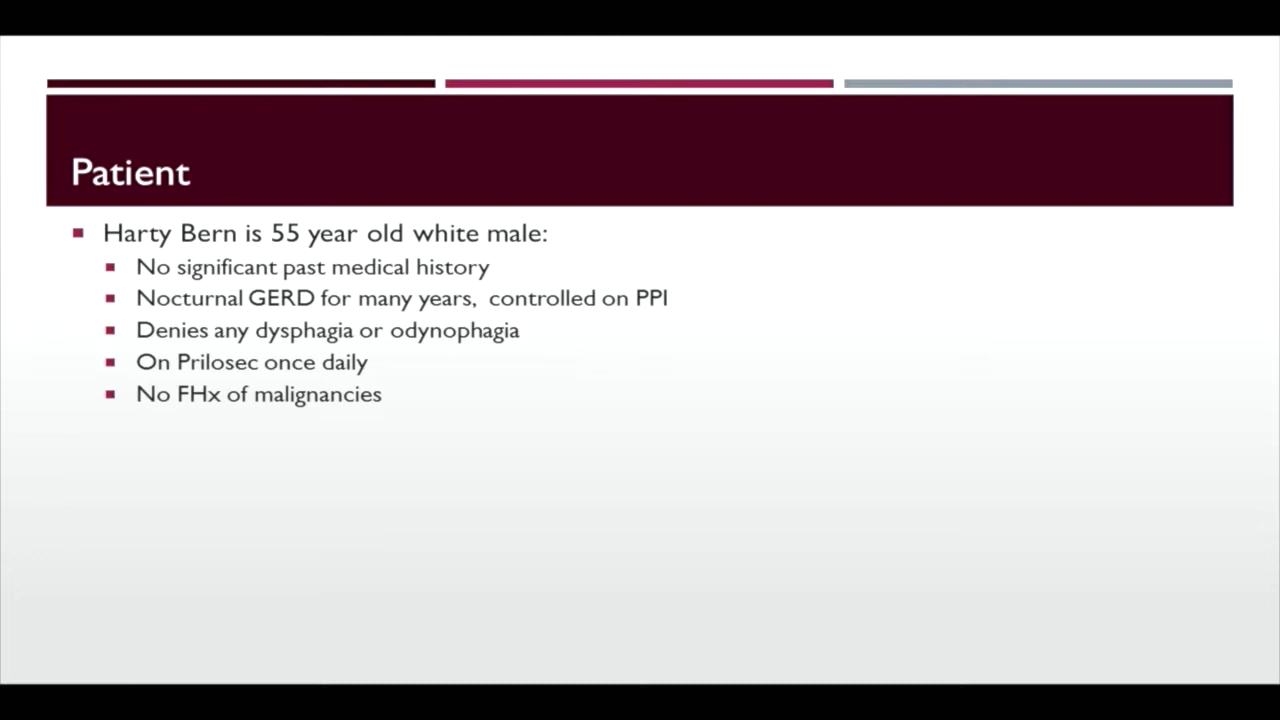 Patient
Harty Bern is 55 year old white male:
No significant past medical history
Nocturnal GERD for many years, controlled on PPI
Denies any dysphagia or odynophagia
On Prilosec once daily
No FHx of malignancies